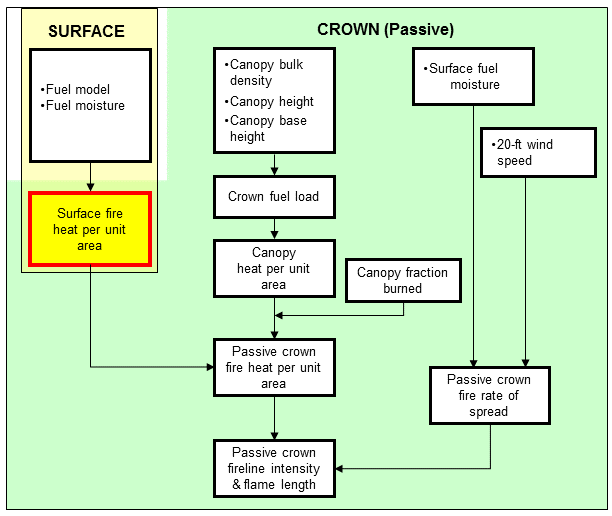 SURFACE
•Fuel model
•Fuel moisture
Surface fire
heat per unit
area
CROWN (Passive)
•Canopy bulk
density
•Canopy height
•Canopy base
height
Crown fuel load
Canopy
heat per unit
area
Canopy fraction
burned
Passive crown
fire heat per unit
area
Passive crown
fireline intensity
& flame length
•Surface fuel
moisture
•20-ft wind
speed
Passive crown
fire rate of
spread